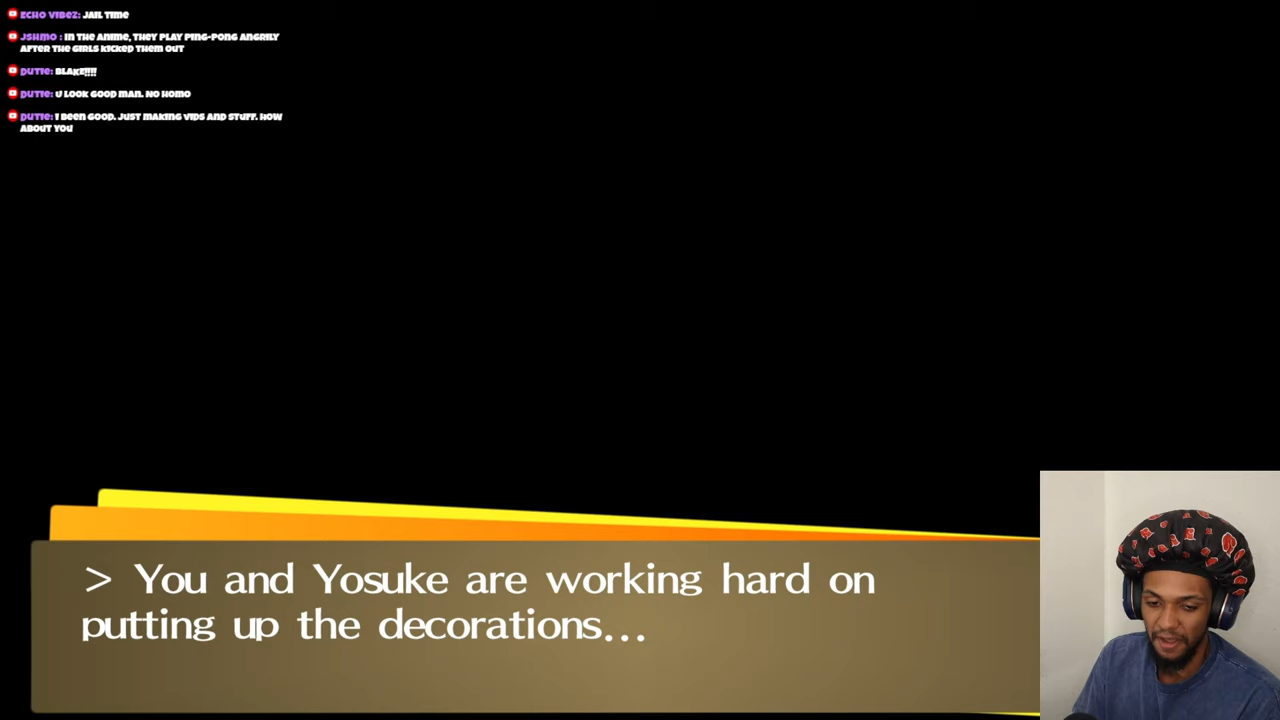 Echo Vibez: Jail time
Jshmo : In the anime, they play ping-pong angrily
after the girls kicked them out
Dutie: BLAKE!!!!
Dutie: U look good man. No homo
Dutie: I been good. Just making vids and stuff. How
about you
> You and Yosuke are working hard on
putting up the decorations...